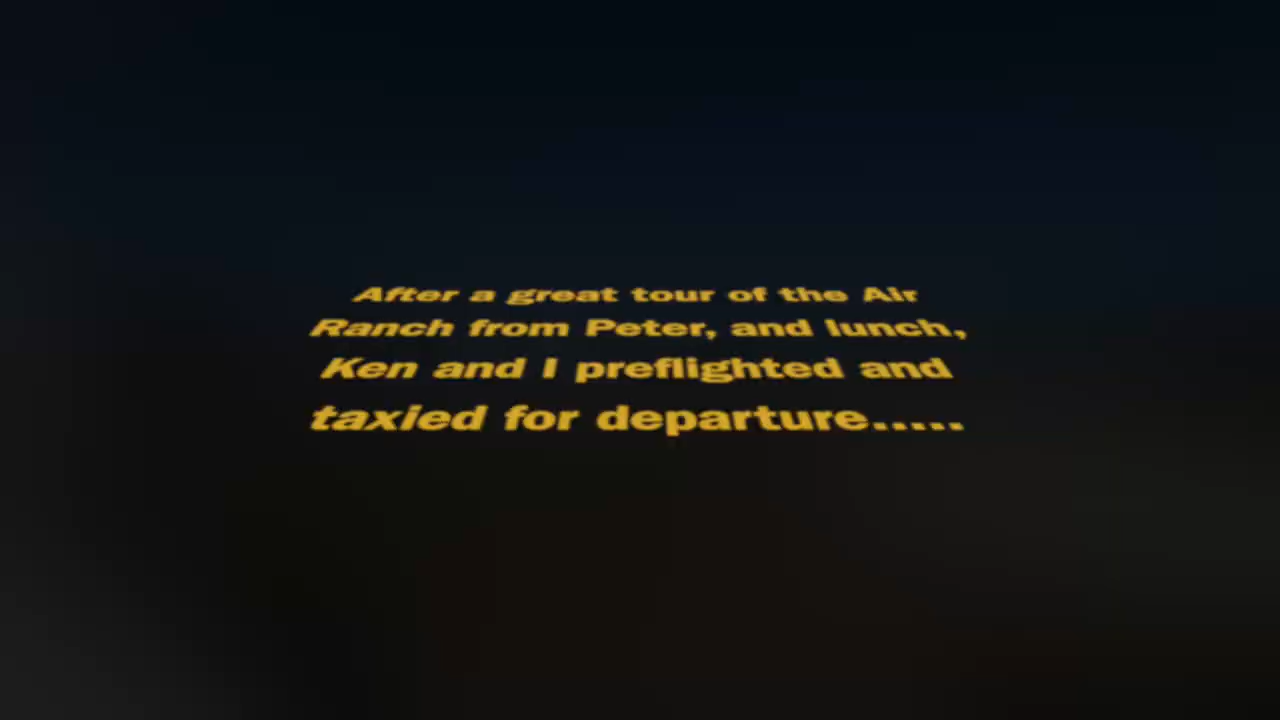 After a great tour of the Air
Ranch from Peter, and lunch,
Ken and I preflighted and
taxied for departure.....